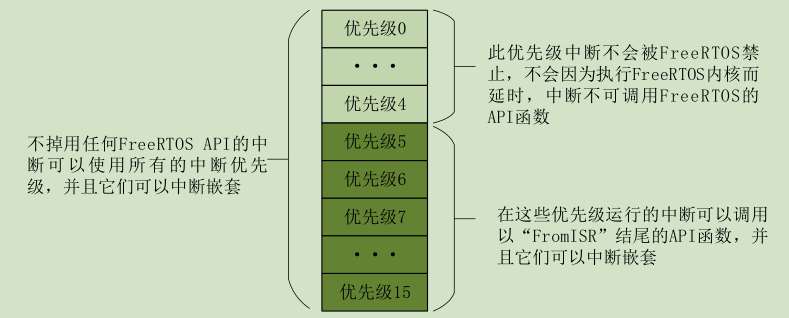 不掉用任何FreeRTOS API的中
断可以使用所有的中断优先
级，并且它们可以中断嵌套
优先级0
···
优先级4
优先级5
优先级6
优先级7
···
优先级15
此优先级中断不会被FreeRTOS禁
止，不会因为执行FreeRTOS内核而
延时，中断不可调用FreeRTOS的
API函数
在这些优先级运行的中断可以调用
以“FromISR”结尾的API函数，并
且它们可以中断嵌套